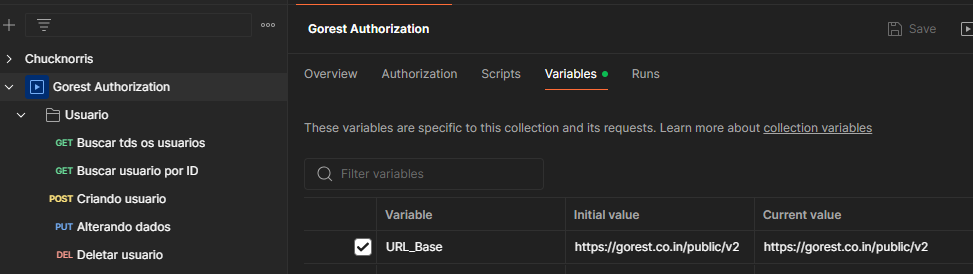 Chucknorris
Gorest Authorization
Usuario
GET Buscar tds os usuarios
GET Buscar usuario por ID
POST Criando usuario
PUT Alterando dados
DEL Deletar usuario
Gorest Authorization
Save
Overview Authorization Scripts Variables Runs
These variables are specific to this collection and its requests. Learn more about collection variables
Filter variables
Variable Initial value Current value
URL_Base https://gorest.co.in/public/v2 https://gorest.co.in/public/v2